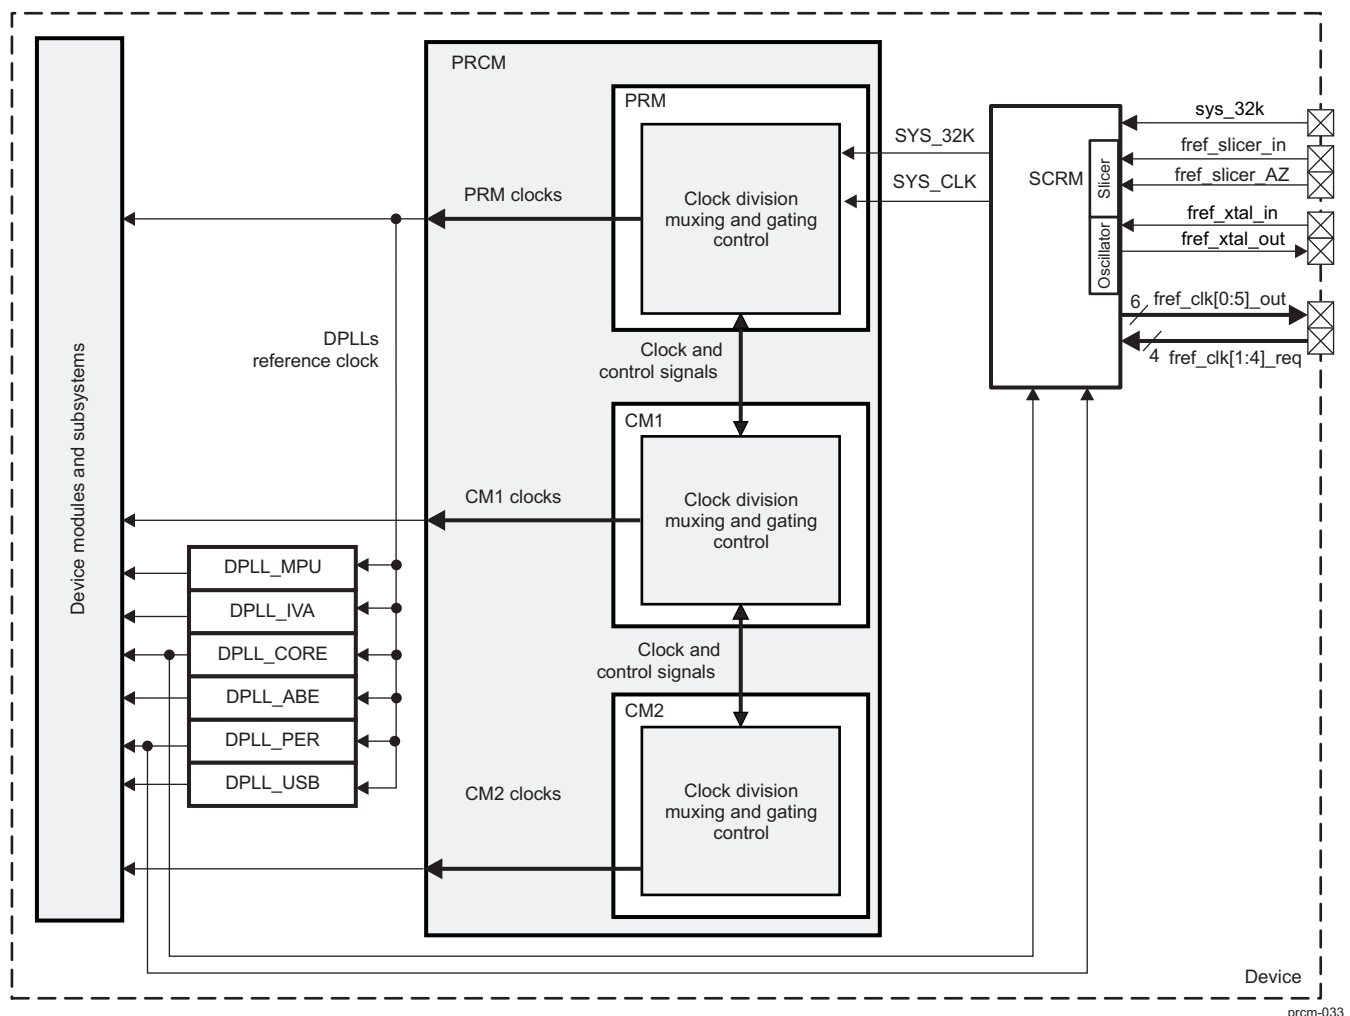 PRCM
PRM
Clock division
muxing and gating
control
PRM clocks
SYS_32K
SYS_CLK
SCRM
Slicer
Oscillator
sys_32k
fref_slicer_in
fref_slicer_AZ
fref_xtal_in
fref_xtal_out
6
fref_clk[0:5]_out
4
fref_clk[1:4]_req
DPLLs
reference clock
Clock and
control signals
Device modules and subsystems
CM1
CM1 clocks
Clock division
muxing and gating
control
DPLL_MPU
DPLL_IVA
DPLL_CORE
DPLL_ABE
DPLL_PER
DPLL_USB
Clock and
control signals
CM2
CM2 clocks
Clock division
muxing and gating
control
Device
prcm-033